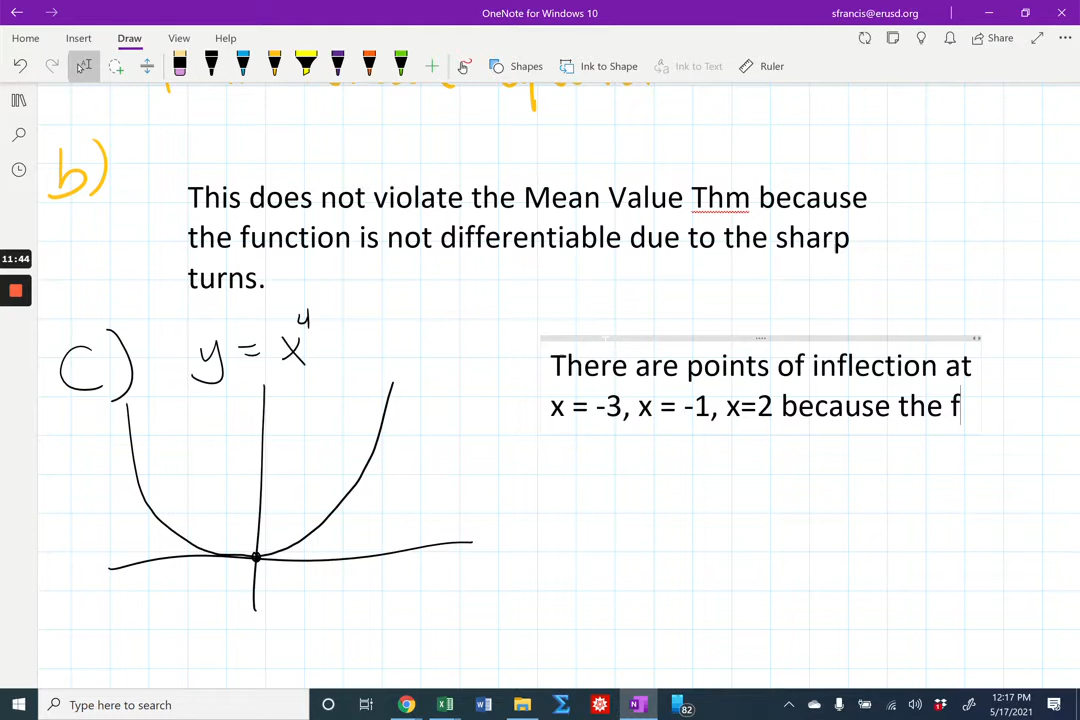 OneNote for Windows 10
sfrancis@erusd.org
Home Insert Draw View Help
Share
Shapes
Ink to Shape
Ink to Text
Ruler
b)
This does not violate the Mean Value Thm because
the function is not differentiable due to the sharp
turns.
11:44
c) y = x^4
There are points of inflection at
x = -3, x = -1, x=2 because the f
Type here to search
82
12:17 PM
5/17/2021